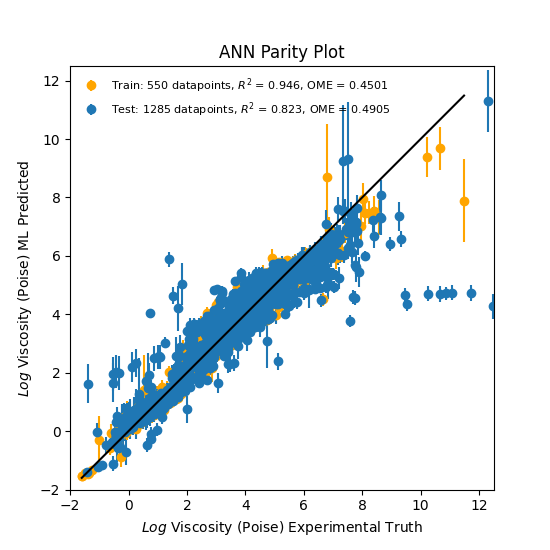 ANN Parity Plot
Train: 550 datapoints, R² = 0.946, OME = 0.4501
Test: 1285 datapoints, R² = 0.823, OME = 0.4905
12
10
8
6
4
2
0
−2
Log Viscosity (Poise) ML Predicted
−2 0 2 4 6 8 10 12
Log Viscosity (Poise) Experimental Truth